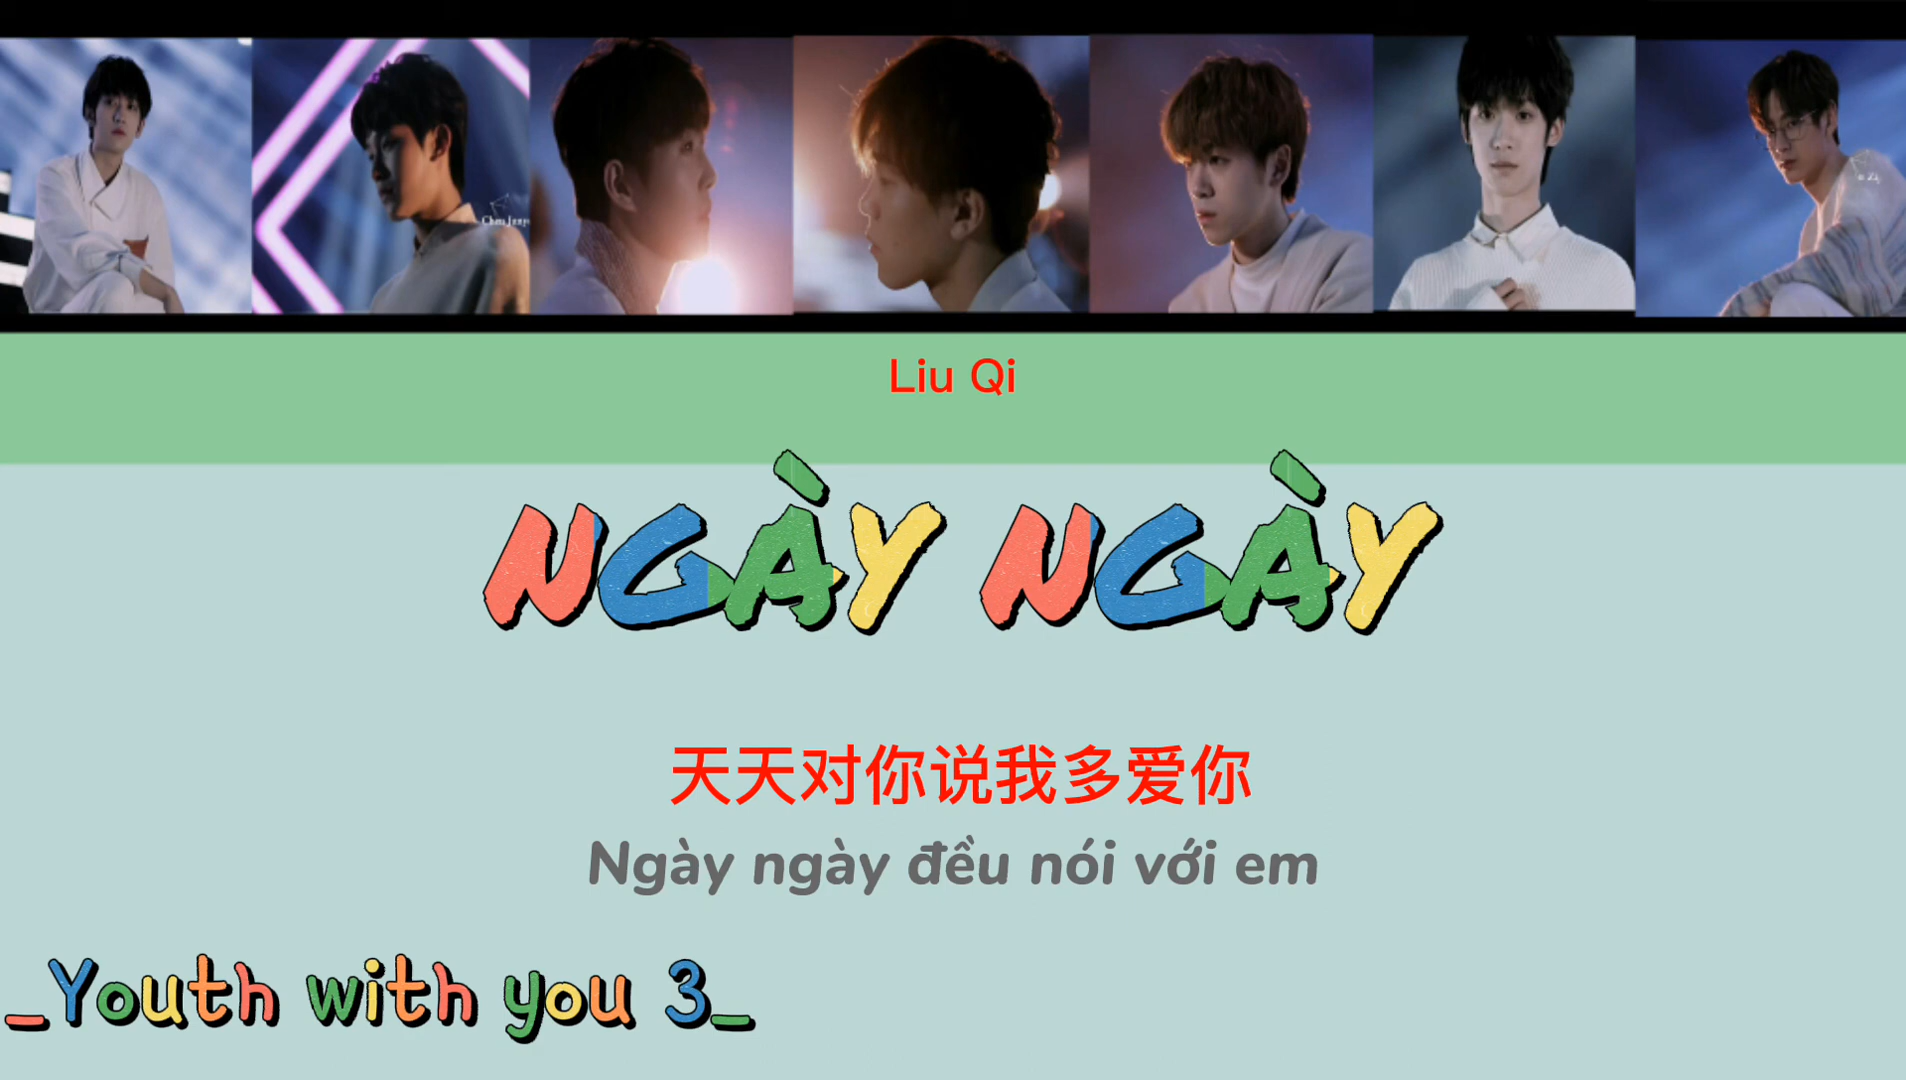 Liu Qi
NGÀY NGÀY
天天对你说我多爱你
Ngày ngày đều nói với em
_Youth with you 3_